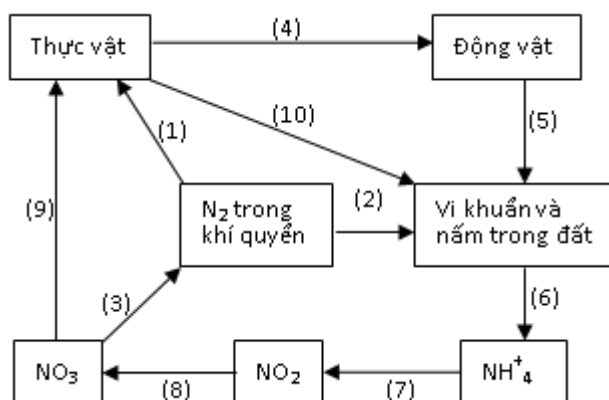 Thực vật
(4)
Động vật
(1)
(10)
(5)
(9)
N₂ trong
khí quyển
(2)
Vi khuẩn và
nấm trong đất
(3)
(6)
NO₃
(8)
NO₂
(7)
NH⁺₄